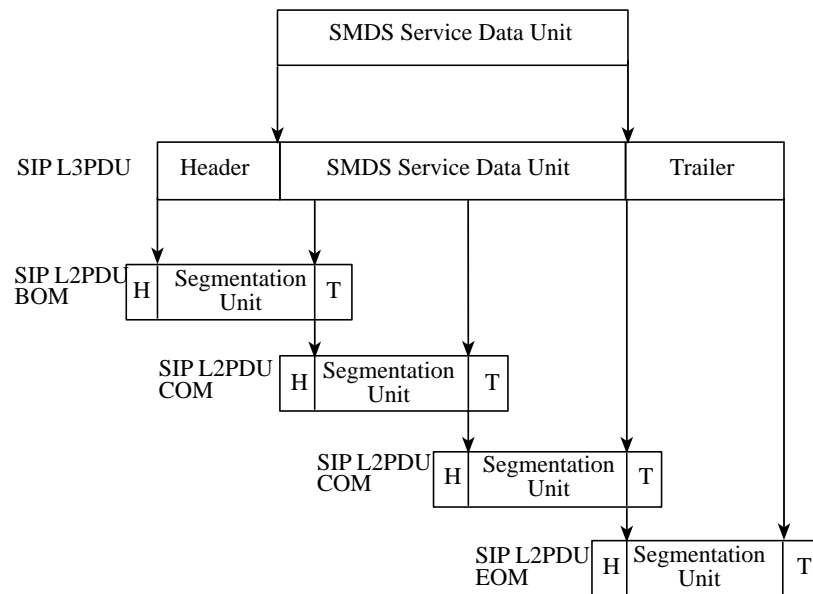 SMDS Service Data Unit
SIP L3PDU
Header
SMDS Service Data Unit
Trailer
SIP L2PDU
BOM
H
Segmentation
Unit
T
SIP L2PDU
COM
H
Segmentation
Unit
T
SIP L2PDU
COM
H
Segmentation
Unit
T
SIP L2PDU
EOM
H
Segmentation
Unit
T